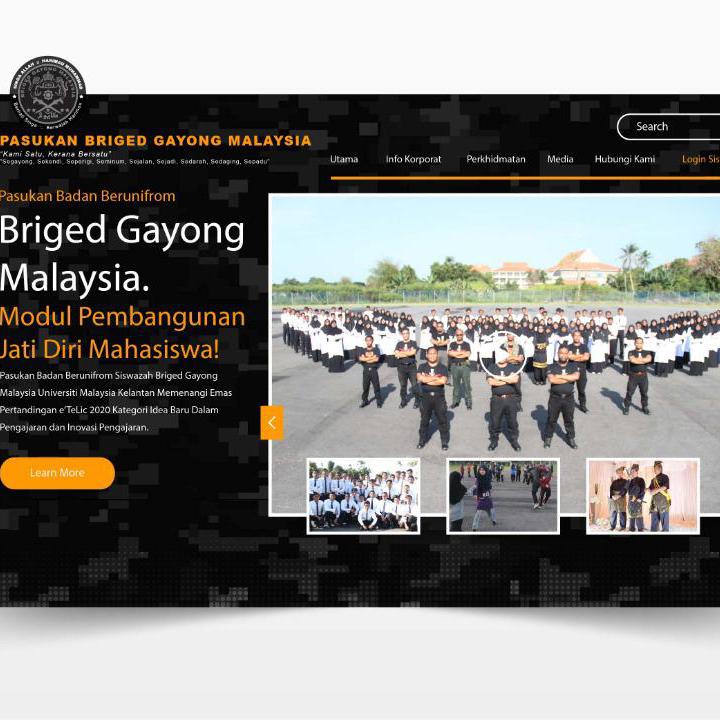 PASUKAN BRIGED GAYONG MALAYSIA
"Kami Satu, Kerana Bersatu"
"Segayong, Sekendi, Seperigi, Seminum, Sejalan, Sejadi, Sedarah, Sedaging, Sepadu"
Search
Utama Info Korporat Perkhidmatan Media Hubungi Kami Login Sis
Pasukan Badan Berunifrom
Briged Gayong
Malaysia.
Modul Pembangunan
Jati Diri Mahasiswa!
Pasukan Badan Berunifrom Siswazah Briged Gayong
Malaysia Universiti Malaysia Kelantan Memenangi Emas
Pertandingan e'TeLic 2020 Kategori Idea Baru Dalam
Pengajaran dan Inovasi Pengajaran.
Learn More